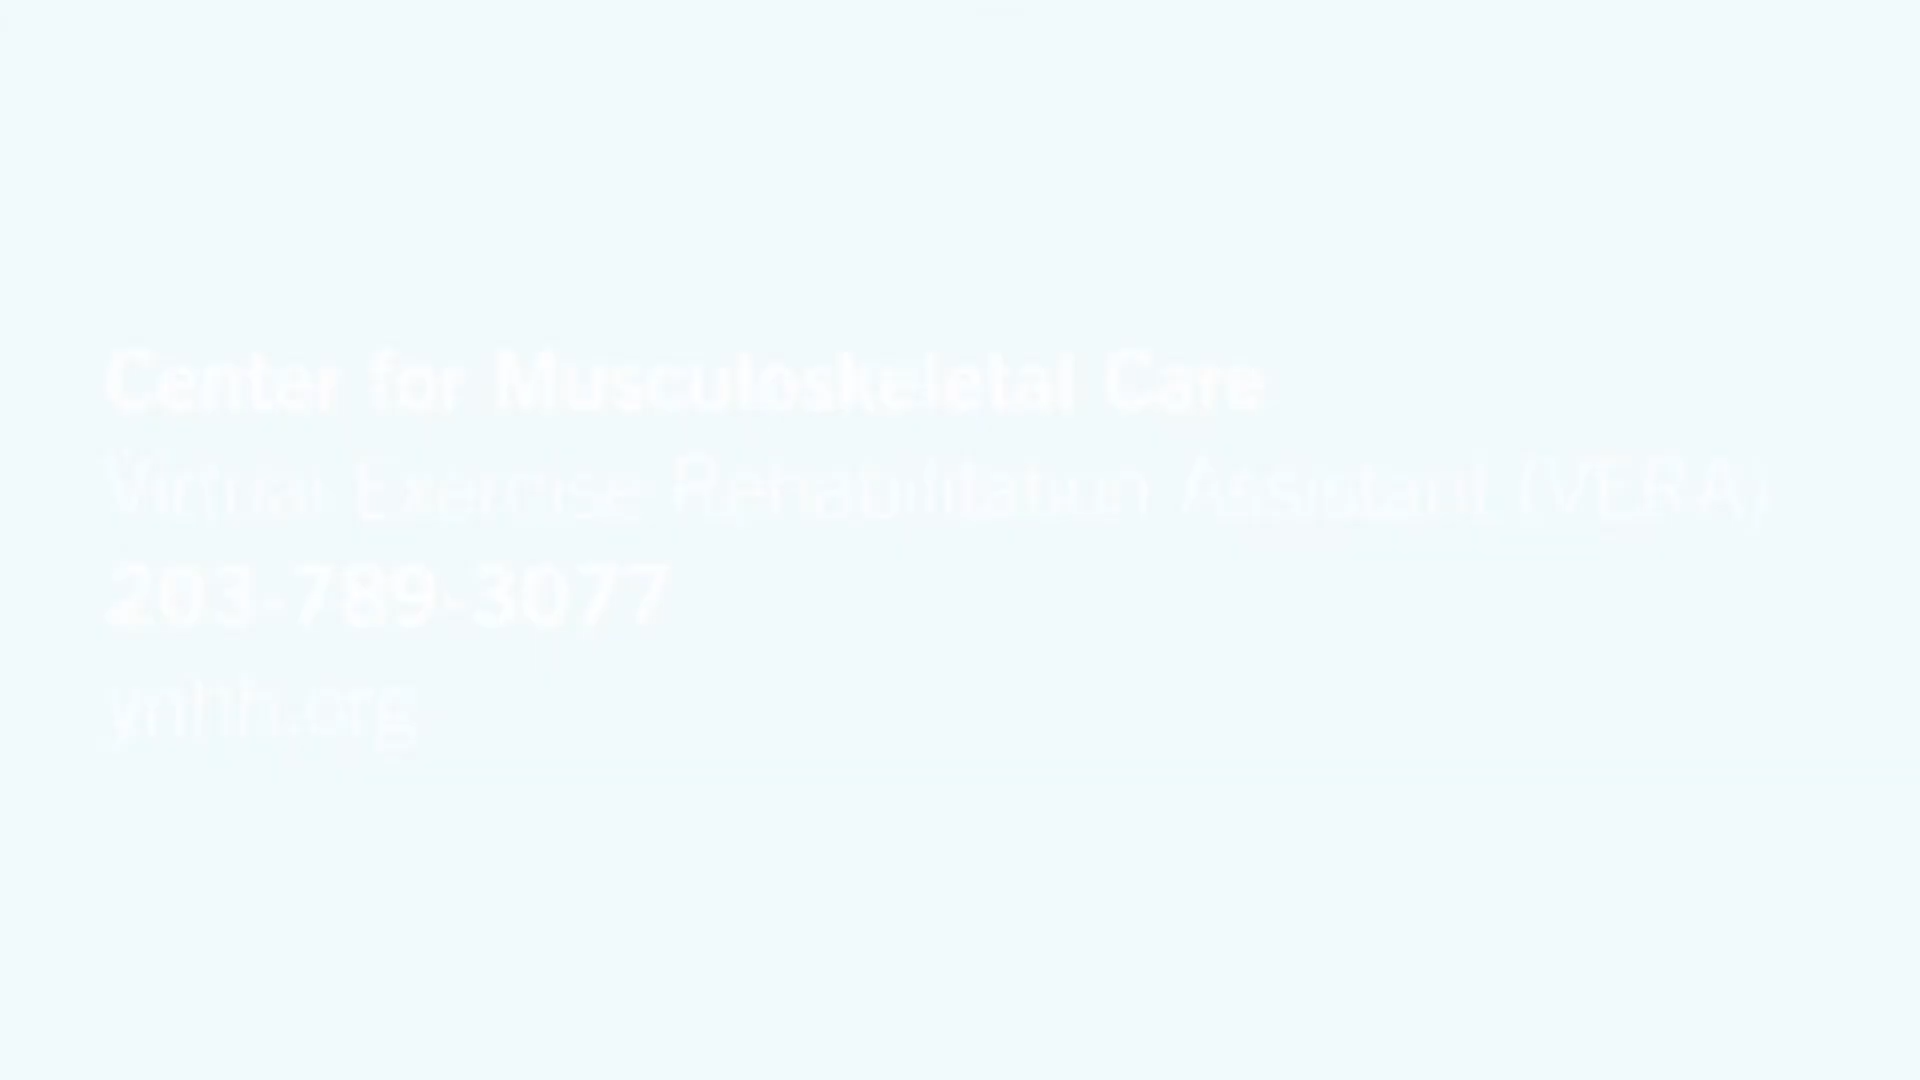 Center for Musculoskeletal Care
Virtual Exercise Rehabilitation Assistant (VERA)
203-789-3077
ynhh.org